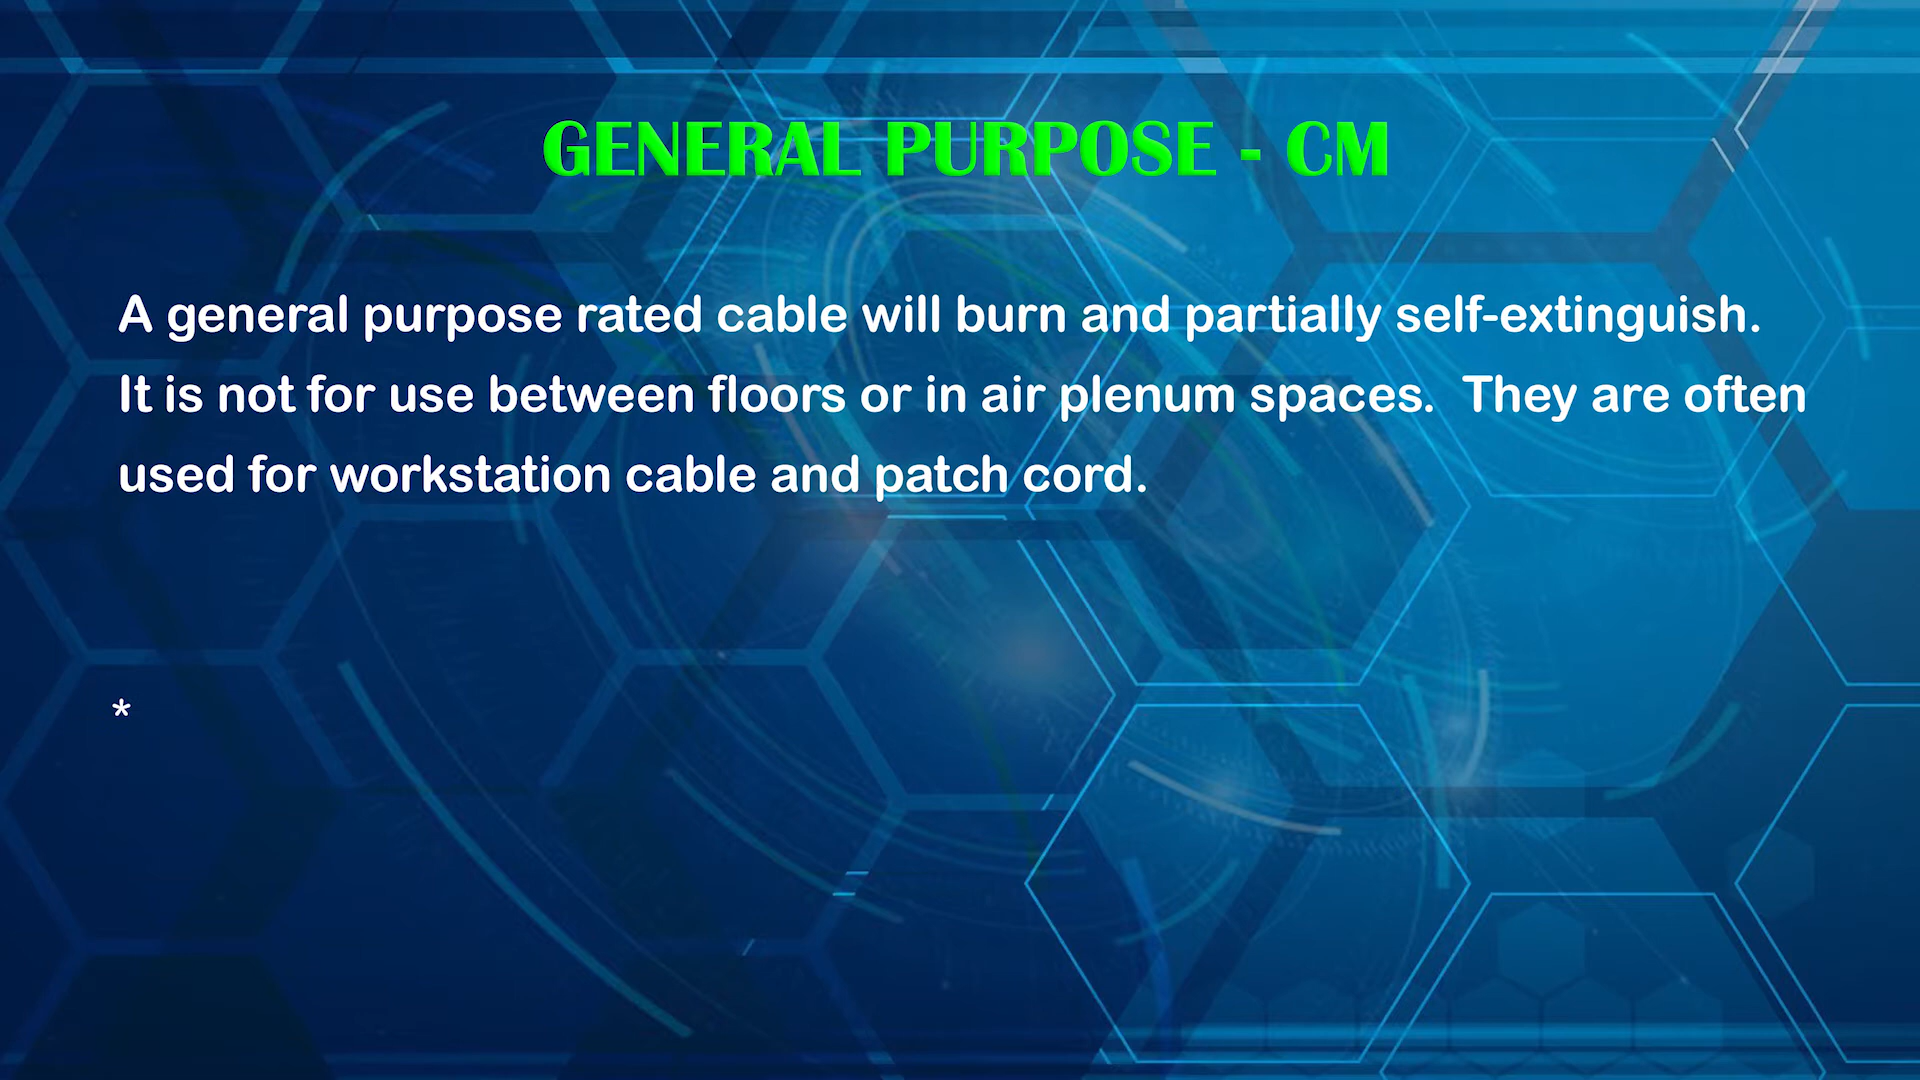 GENERAL PURPOSE - CM
A general purpose rated cable will burn and partially self-extinguish.
It is not for use between floors or in air plenum spaces.  They are often
used for workstation cable and patch cord.
*